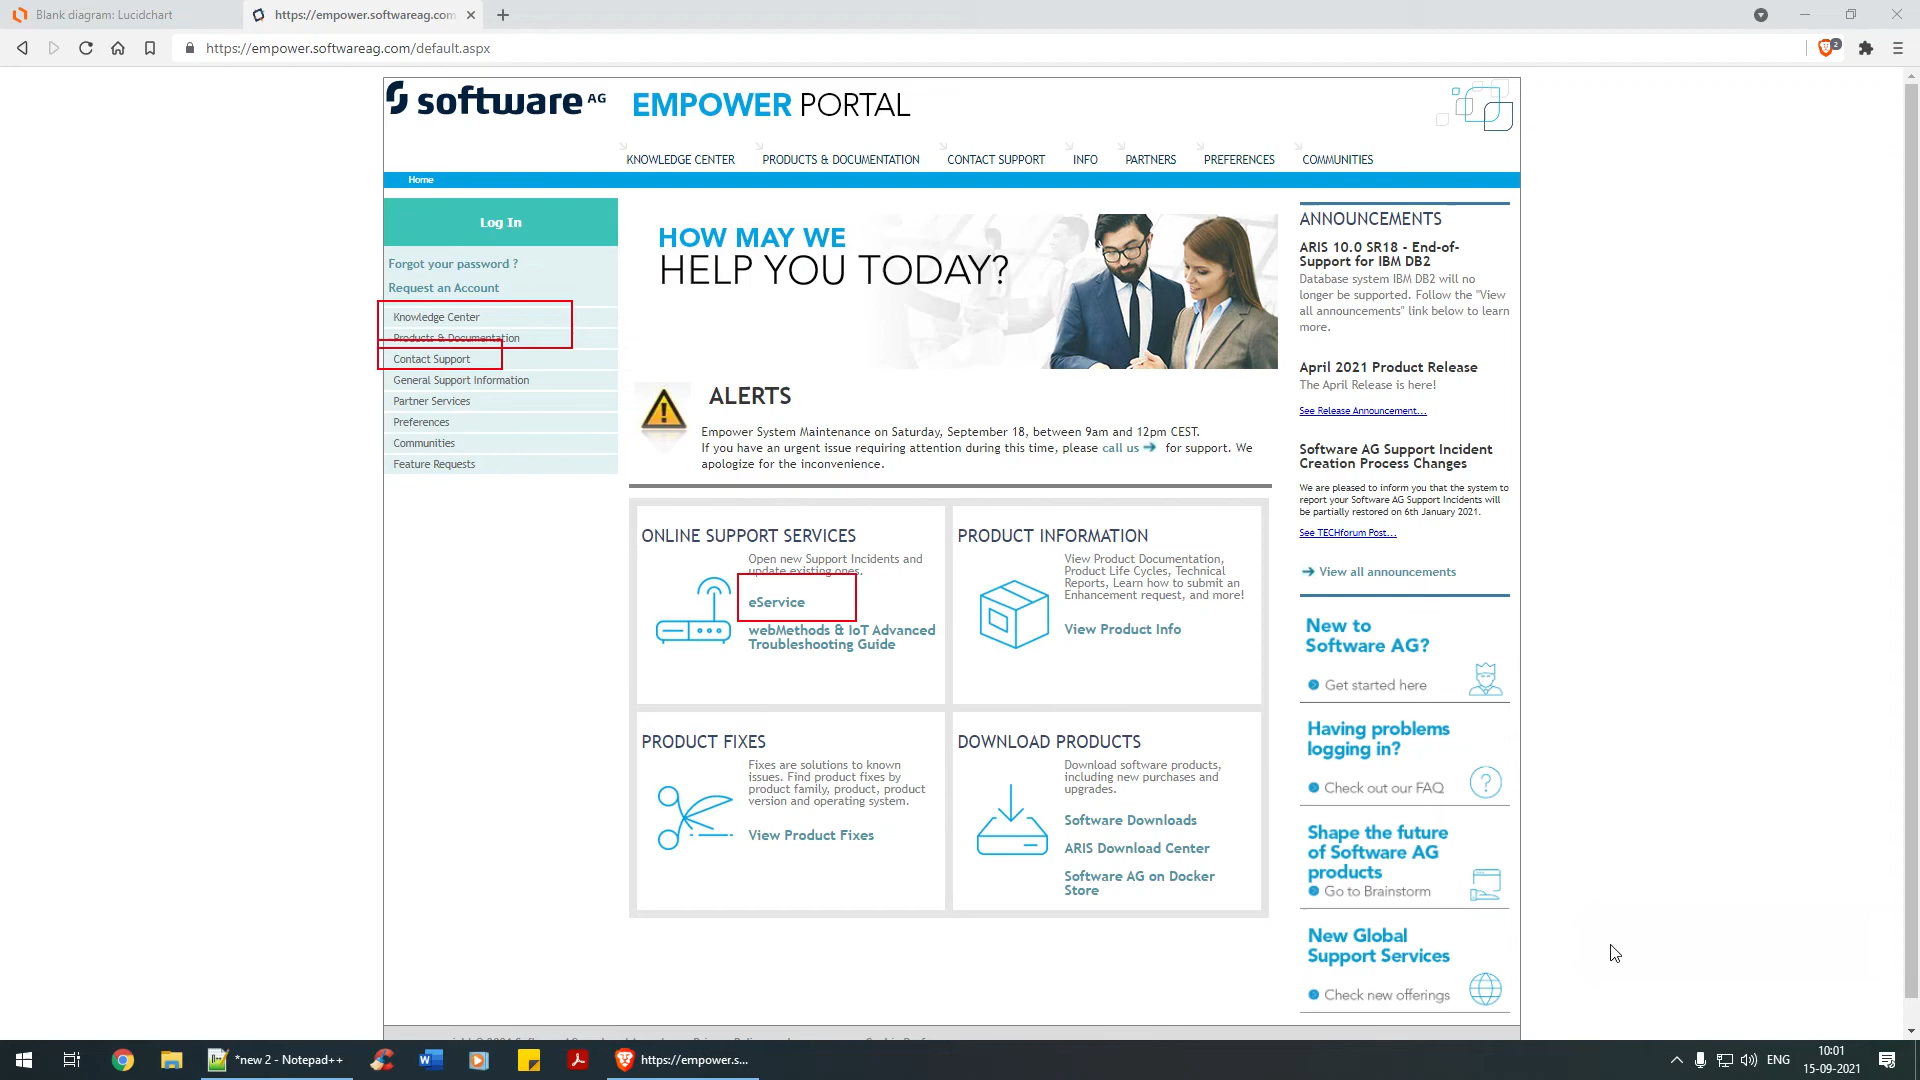 Blank diagram: Lucidchart
https://empower.softwareag.com
https://empower.softwareag.com/default.aspx
2
software AG
EMPOWER PORTAL
KNOWLEDGE CENTER
PRODUCTS & DOCUMENTATION
CONTACT SUPPORT
INFO
PARTNERS
PREFERENCES
COMMUNITIES
Home
Log In
Forgot your password ?
Request an Account
Knowledge Center
Products & Documentation
Contact Support
General Support Information
Partner Services
Preferences
Communities
Feature Requests
HOW MAY WE
HELP YOU TODAY?
ALERTS
Empower System Maintenance on Saturday, September 18, between 9am and 12pm CEST.
If you have an urgent issue requiring attention during this time, please call us for support. We
apologize for the inconvenience.
ONLINE SUPPORT SERVICES
Open new Support Incidents and
update existing ones.
eService
webMethods & IoT Advanced
Troubleshooting Guide
PRODUCT INFORMATION
View Product Documentation,
Product Life Cycles, Technical
Reports, Learn how to submit an
Enhancement request, and more!
View Product Info
PRODUCT FIXES
Fixes are solutions to known
issues. Find product fixes by
product family, product, product
version and operating system.
View Product Fixes
DOWNLOAD PRODUCTS
Download software products,
including new purchases and
upgrades.
Software Downloads
ARIS Download Center
Software AG on Docker
Store
ANNOUNCEMENTS
ARIS 10.0 SR18 - End-of-
Support for IBM DB2
Database system IBM DB2 will no
longer be supported. Follow the "View
all announcements" link below to learn
more.
April 2021 Product Release
The April Release is here!
See Release Announcement...
Software AG Support Incident
Creation Process Changes
We are pleased to inform you that the system to
report your Software AG Support Incidents will
be partially restored on 6th January 2021.
See TECHforum Post...
View all announcements
New to
Software AG?
Get started here
Having problems
logging in?
Check out our FAQ
Shape the future
of Software AG
products
Go to Brainstorm
New Global
Support Services
Check new offerings
*new 2 - Notepad++
https://empower.s...
ENG
10:01
15-09-2021